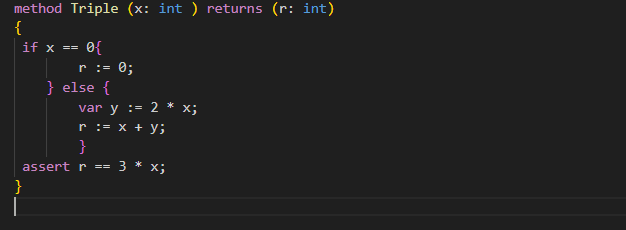 method Triple (x: int ) returns (r: int)
{
if x == 0{
r := 0;
} else {
var y := 2 * x;
r := x + y;
}
assert r == 3 * x;
}